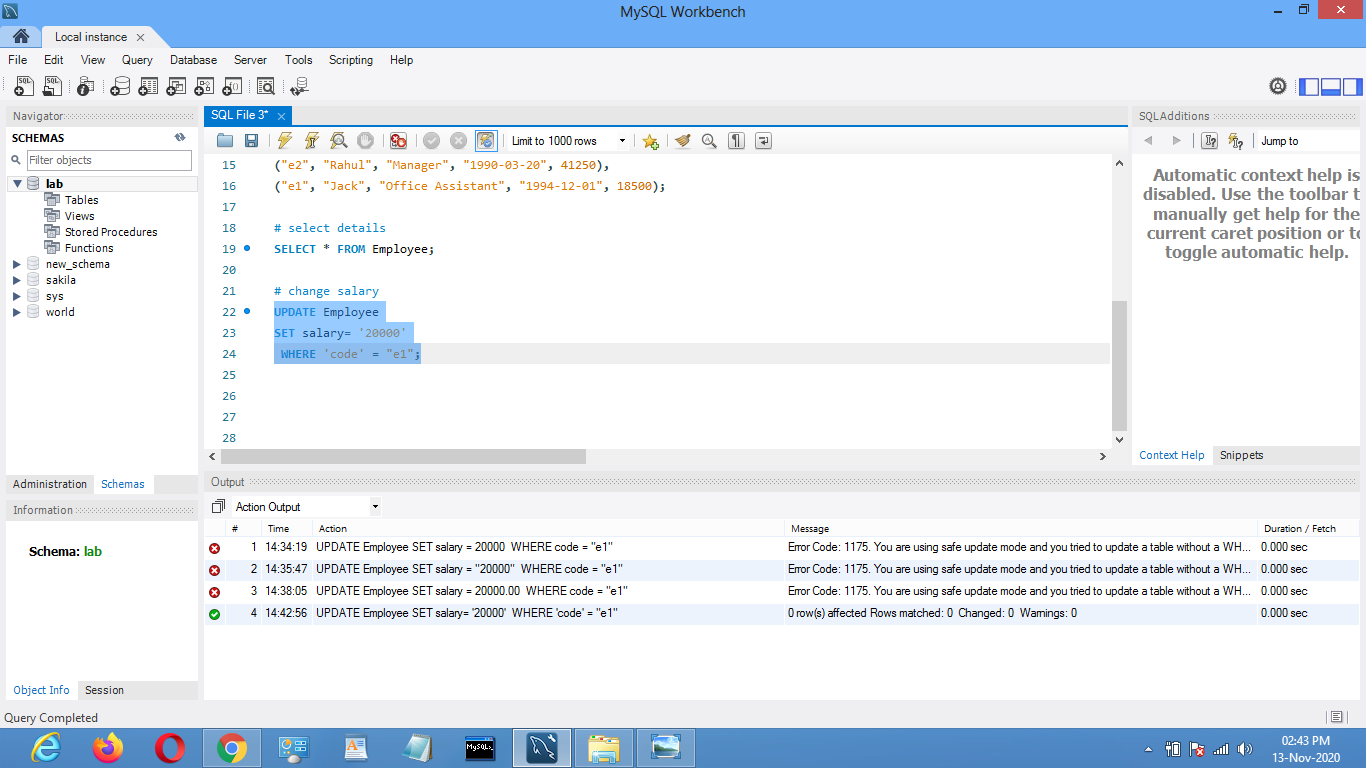 MySQL Workbench
Local instance
File Edit View Query Database Server Tools Scripting Help
Navigator
SCHEMAS
Filter objects
lab
Tables
Views
Stored Procedures
Functions
new_schema
sakila
sys
world
Administration Schemas
Information
Schema: lab
Object Info Session
SQL File 3*
Limit to 1000 rows
15 ("e2", "Rahul", "Manager", "1990-03-20", 41250),
16 ("e1", "Jack", "Office Assistant", "1994-12-01", 18500);
17
18 # select details
19 SELECT * FROM Employee;
20
21 # change salary
22 UPDATE Employee
23 SET salary= '20000'
24 WHERE 'code' = "e1";
25
26
27
28
SQLAdditions
Jump to
Automatic context help is
disabled. Use the toolbar t
manually get help for the
current caret position or to
toggle automatic help.
Context Help Snippets
Output
Action Output
# Time Action Message Duration / Fetch
1 14:34:19 UPDATE Employee SET salary = 20000 WHERE code = "e1" Error Code: 1175. You are using safe update mode and you tried to update a table without a WH... 0.000 sec
2 14:35:47 UPDATE Employee SET salary = "20000" WHERE code = "e1" Error Code: 1175. You are using safe update mode and you tried to update a table without a WH... 0.000 sec
3 14:38:05 UPDATE Employee SET salary = 20000.00 WHERE code = "e1" Error Code: 1175. You are using safe update mode and you tried to update a table without a WH... 0.000 sec
4 14:42:56 UPDATE Employee SET salary= '20000' WHERE 'code' = "e1" 0 row(s) affected Rows matched: 0 Changed: 0 Warnings: 0 0.000 sec
Query Completed
02:43 PM
13-Nov-2020